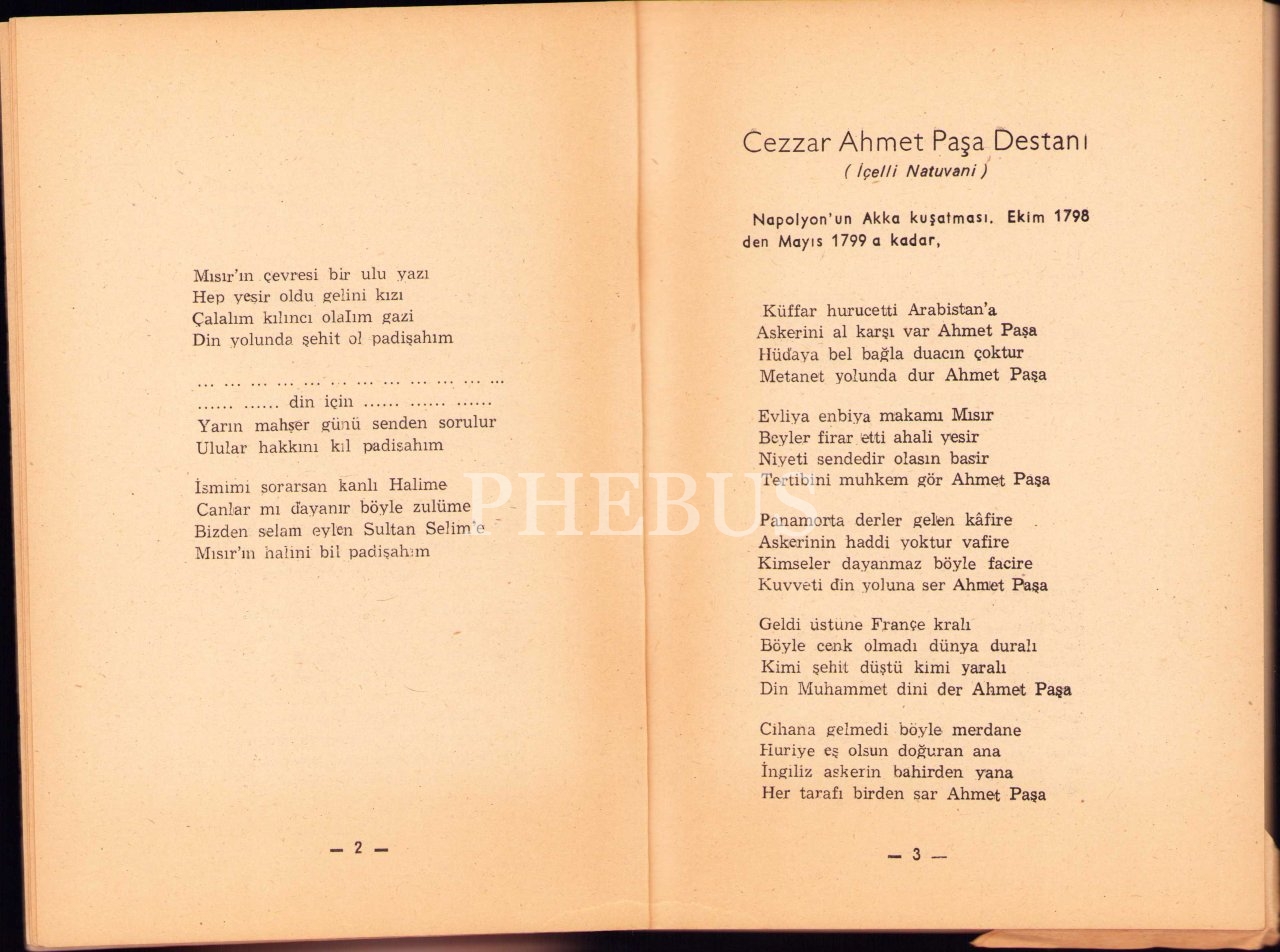 Mısır'ın çevresi bir ulu yazı
Hep yesir oldu gelini kızı
Çalalım kılıncı olalım gazi
Din yolunda şehit ol padişahım
... ... ... ... ... ... ... ... ... ... ... ...
...... ...... din için ...... ...... ......
Yarın mahşer günü senden sorulur
Ulular hakkını kıl padişahım
İsmimi sorarsan kanlı Halime
Canlar mı dayanır böyle zulüme
Bizden selam eylen Sultan Selim'e
Mısır'ın halini bil padişahım
— 2 —
Cezzar Ahmet Paşa Destanı
( İçelli Natuvani )
Napolyon'un Akka kuşatması. Ekim 1798
den Mayıs 1799 a kadar,
Küffar hurucetti Arabistan'a
Askerini al karşı var Ahmet Paşa
Hüdaya bel bağla duacın çoktur
Metanet yolunda dur Ahmet Paşa
Evliya enbiya makamı Mısır
Beyler firar etti ahali yesir
Niyeti sendedir olasın basir
Tertibini muhkem gör Ahmet Paşa
Panamorta derler gelen kâfire
Askerinin haddi yoktur vafire
Kimseler dayanmaz böyle facire
Kuvveti din yoluna ser Ahmet Paşa
Geldi üstune Françe kralı
Böyle cenk olmadı dünya duralı
Kimi şehit düştü kimi yaralı
Din Muhammet dini der Ahmet Paşa
Cihana gelmedi böyle merdane
Huriye eş olsun doğuran ana
İngiliz askerin bahirden yana
Her tarafı birden sar Ahmet Paşa
— 3 —
PHEBUS